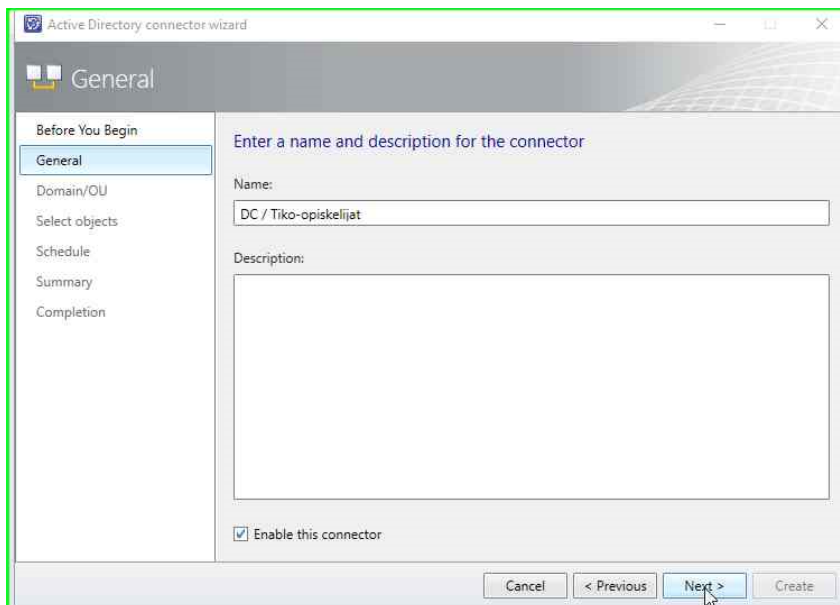 Active Directory connector wizard
General
Before You Begin
General
Domain/OU
Select objects
Schedule
Summary
Completion
Enter a name and description for the connector
Name:
DC / Tiko-opiskelijat
Description:
Enable this connector
Cancel
< Previous
Next >
Create